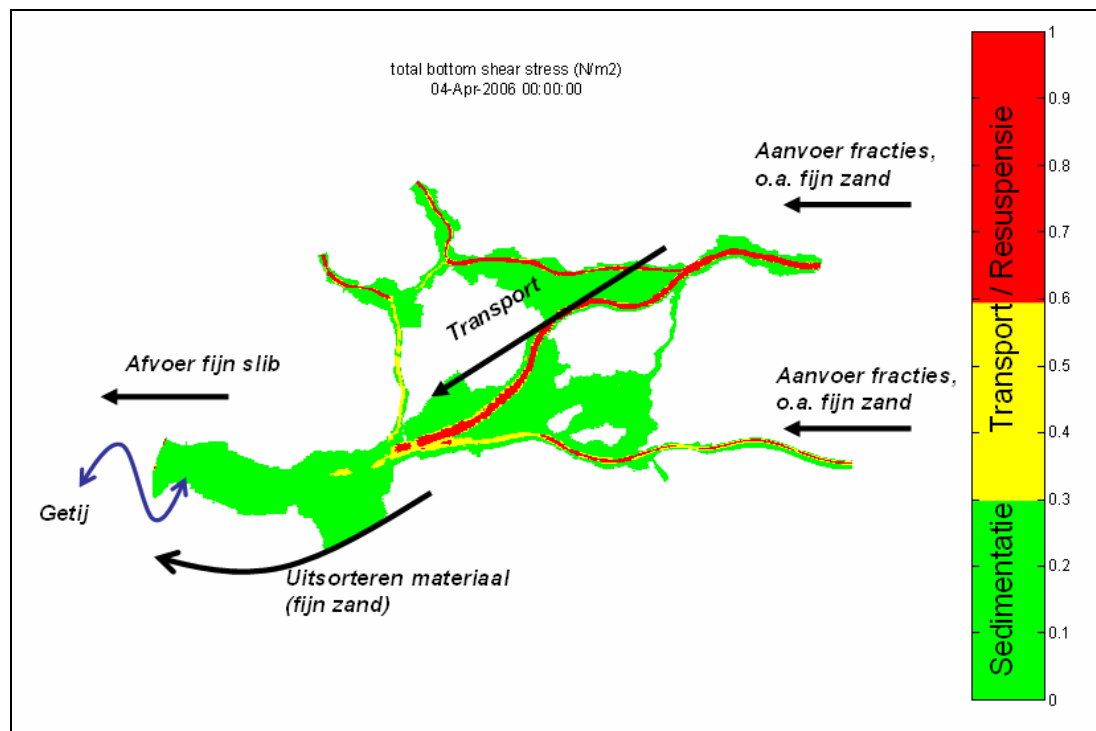 total bottom shear stress (N/m2)
04-Apr-2006 00:00:00
Aanvoer fracties,
o.a. fijn zand
Transport
Afvoer fijn slib
Aanvoer fracties,
o.a. fijn zand
Getij
Uitsorteren materiaal
(fijn zand)
Sedimentatie
Transport / Resuspensie
1
0.9
0.8
0.7
0.6
0.5
0.4
0.3
0.2
0.1
0